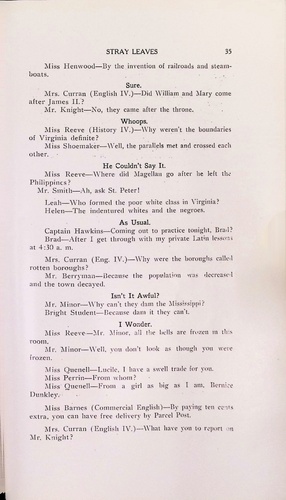 STRAY LEAVES 35
Miss Henwood—By the invention of railroads and steam-
boats.
Sure.
Mrs. Curran (English IV.)—Did William and Mary come
after James II.?
Mr. Knight—No, they came after the throne.
Whoops.
Miss Reeve (History IV.)—Why weren't the boundaries
of Virginia definite?
Miss Shoemaker—Well, the parallels met and crossed each
other.
He Couldn't Say It.
Miss Reeve—Where did Magellan go after he left the
Philippines?
Mr. Smith—Ah, ask St. Peter!
Leah—Who formed the poor white class in Virginia?
Helen—The indentured whites and the negroes.
As Usual.
Captain Hawkins—Coming out to practice tonight, Brad?
Brad—After I get through with my private Latin lessons
at 4:30 a. m.
Mrs. Curran (Eng. IV.)—Why were the boroughs called
rotten boroughs?
Mr. Berryman—Because the population was decreased
and the town decayed.
Isn't It Awful?
Mr. Minor—Why can't they dam the Mississippi?
Bright Student—Because dams it can't.
I Wonder.
Miss Reeve—Mr. Minor, all the bells are frozen in this
room.
Mr. Minor—Well, you don't look as though you were
frozen.
Miss Quenell—Lucile, I have a swell trade for you.
Miss Perrin—From whom?
Miss Quenell—From a girl as big as I am, Bernice
Dunkley.
Miss Barnes (Commercial English)—By paying ten cents
extra, you can have free delivery by Parcel Post.
Mrs. Curran (English IV.)—What have you to report on
Mr. Knight?